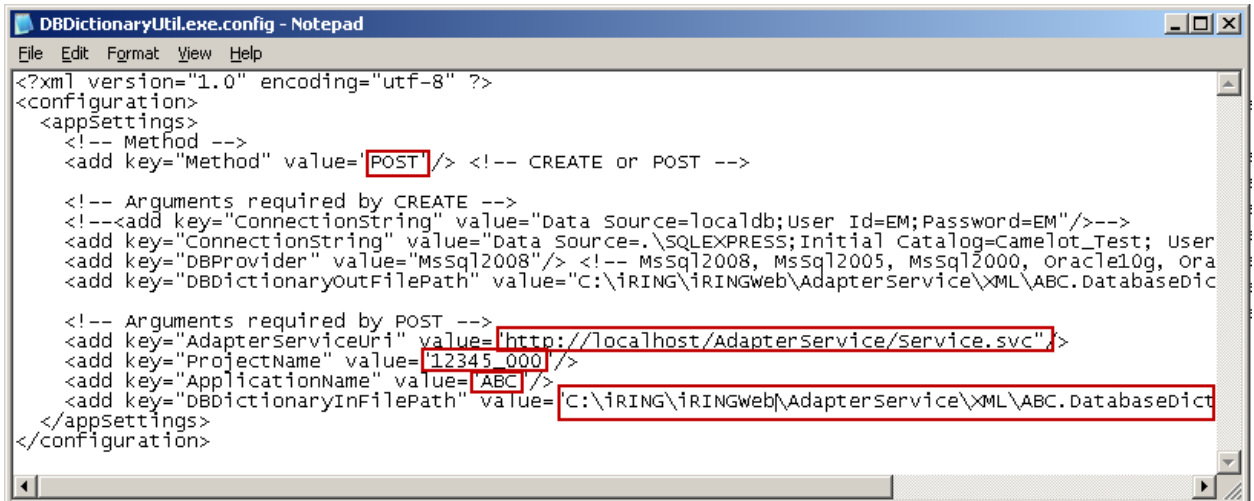 DBDictionaryUtil.exe.config - Notepad
File Edit Format View Help
<?xml version="1.0" encoding="utf-8" ?>
<configuration>
  <appSettings>
    <!-- Method -->
    <add key="Method" value="POST"/> <!-- CREATE or POST -->

    <!-- Arguments required by CREATE -->
    <!--<add key="ConnectionString" value="Data Source=localdb;User Id=EM;Password=EM"/>-->
    <add key="ConnectionString" value="Data Source=.\SQLEXPRESS;Initial Catalog=Camelot_Test; User
    <add key="DBProvider" value="MsSql2008"/> <!-- MsSql2008, MsSql2005, MsSql2000, Oracle10g, Ora
    <add key="DBDictionaryOutFilePath" value="C:\iRING\iRINGWeb\AdapterService\XML\ABC.DatabaseDic

    <!-- Arguments required by POST -->
    <add key="AdapterServiceUri" value="http://localhost/AdapterService/Service.svc"/>
    <add key="ProjectName" value="12345_000"/>
    <add key="ApplicationName" value="ABC"/>
    <add key="DBDictionaryInFilePath" value="C:\iRING\iRINGWeb\AdapterService\XML\ABC.DatabaseDict
  </appSettings>
</configuration>